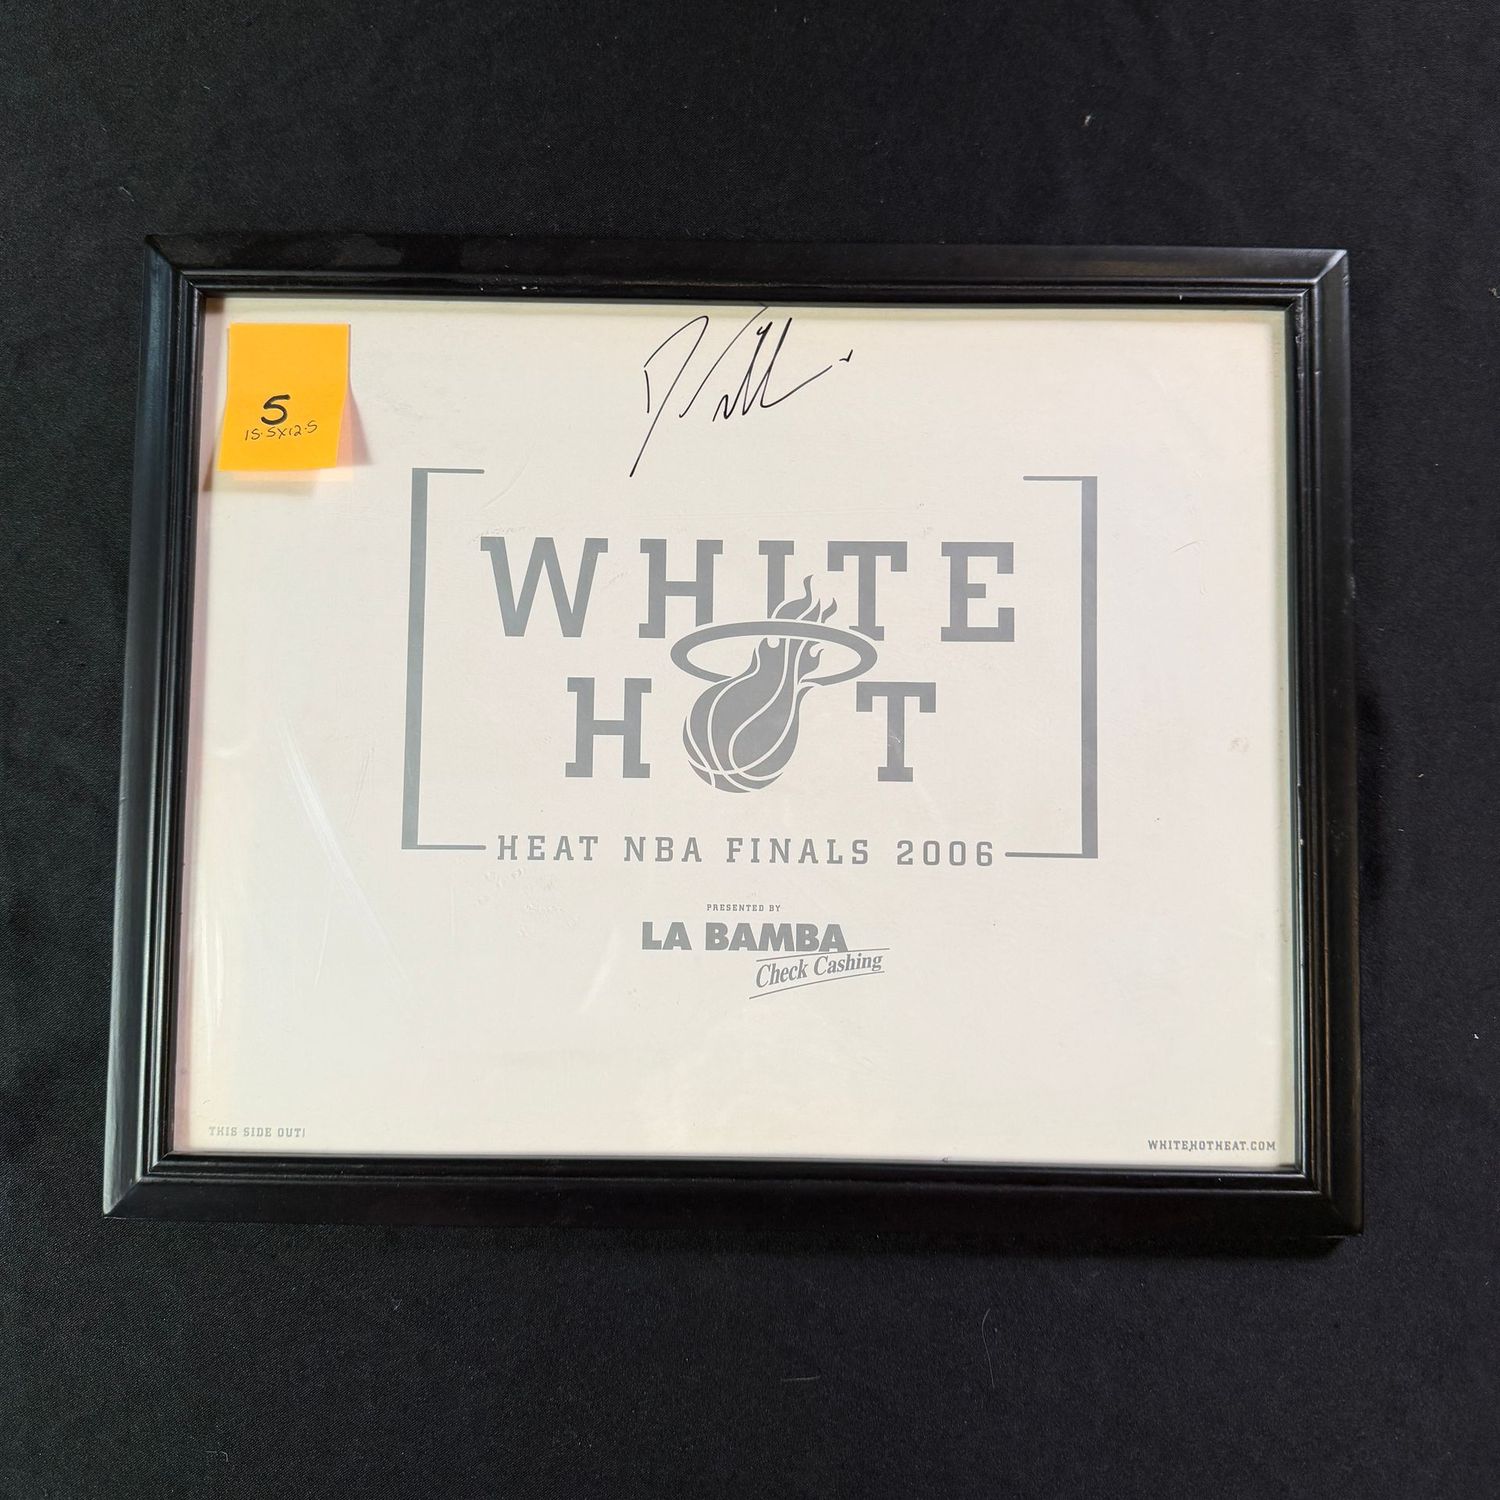 5
15.5x12.5
WHITE
HOT
HEAT NBA FINALS 2006
PRESENTED BY
LA BAMBA
Check Cashing
THIS SIDE OUT!
WHITEHOTHEAT.COM